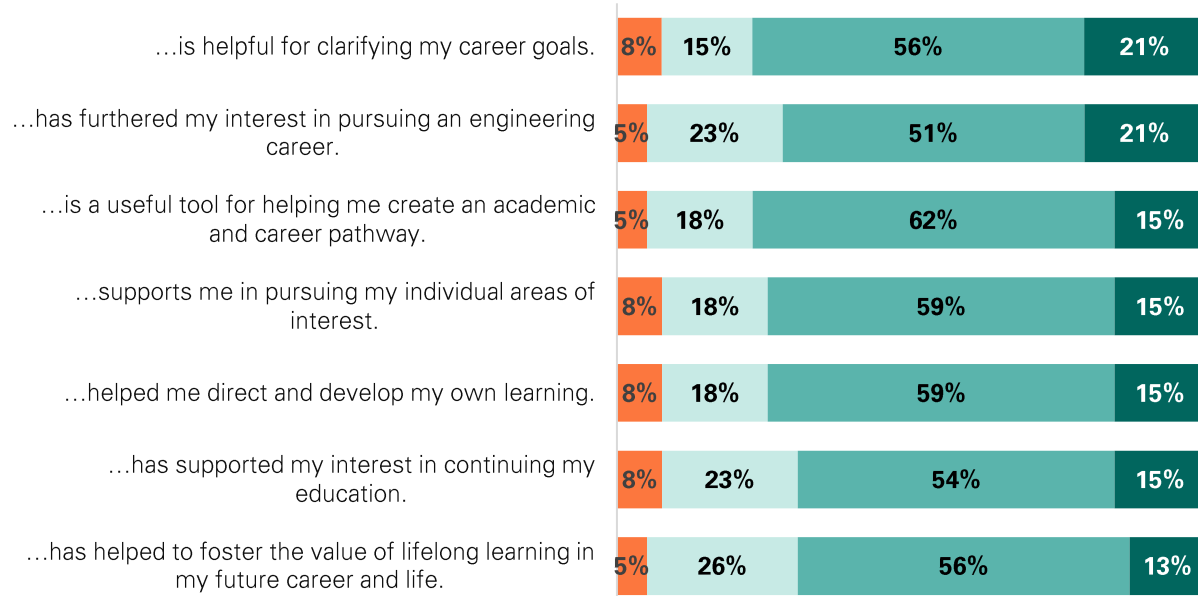 …is helpful for clarifying my career goals.
8% 15% 56% 21%
…has furthered my interest in pursuing an engineering
career.
5% 23% 51% 21%
…is a useful tool for helping me create an academic
and career pathway.
5% 18% 62% 15%
…supports me in pursuing my individual areas of
interest.
8% 18% 59% 15%
…helped me direct and develop my own learning.
8% 18% 59% 15%
…has supported my interest in continuing my
education.
8% 23% 54% 15%
…has helped to foster the value of lifelong learning in
my future career and life.
5% 26% 56% 13%